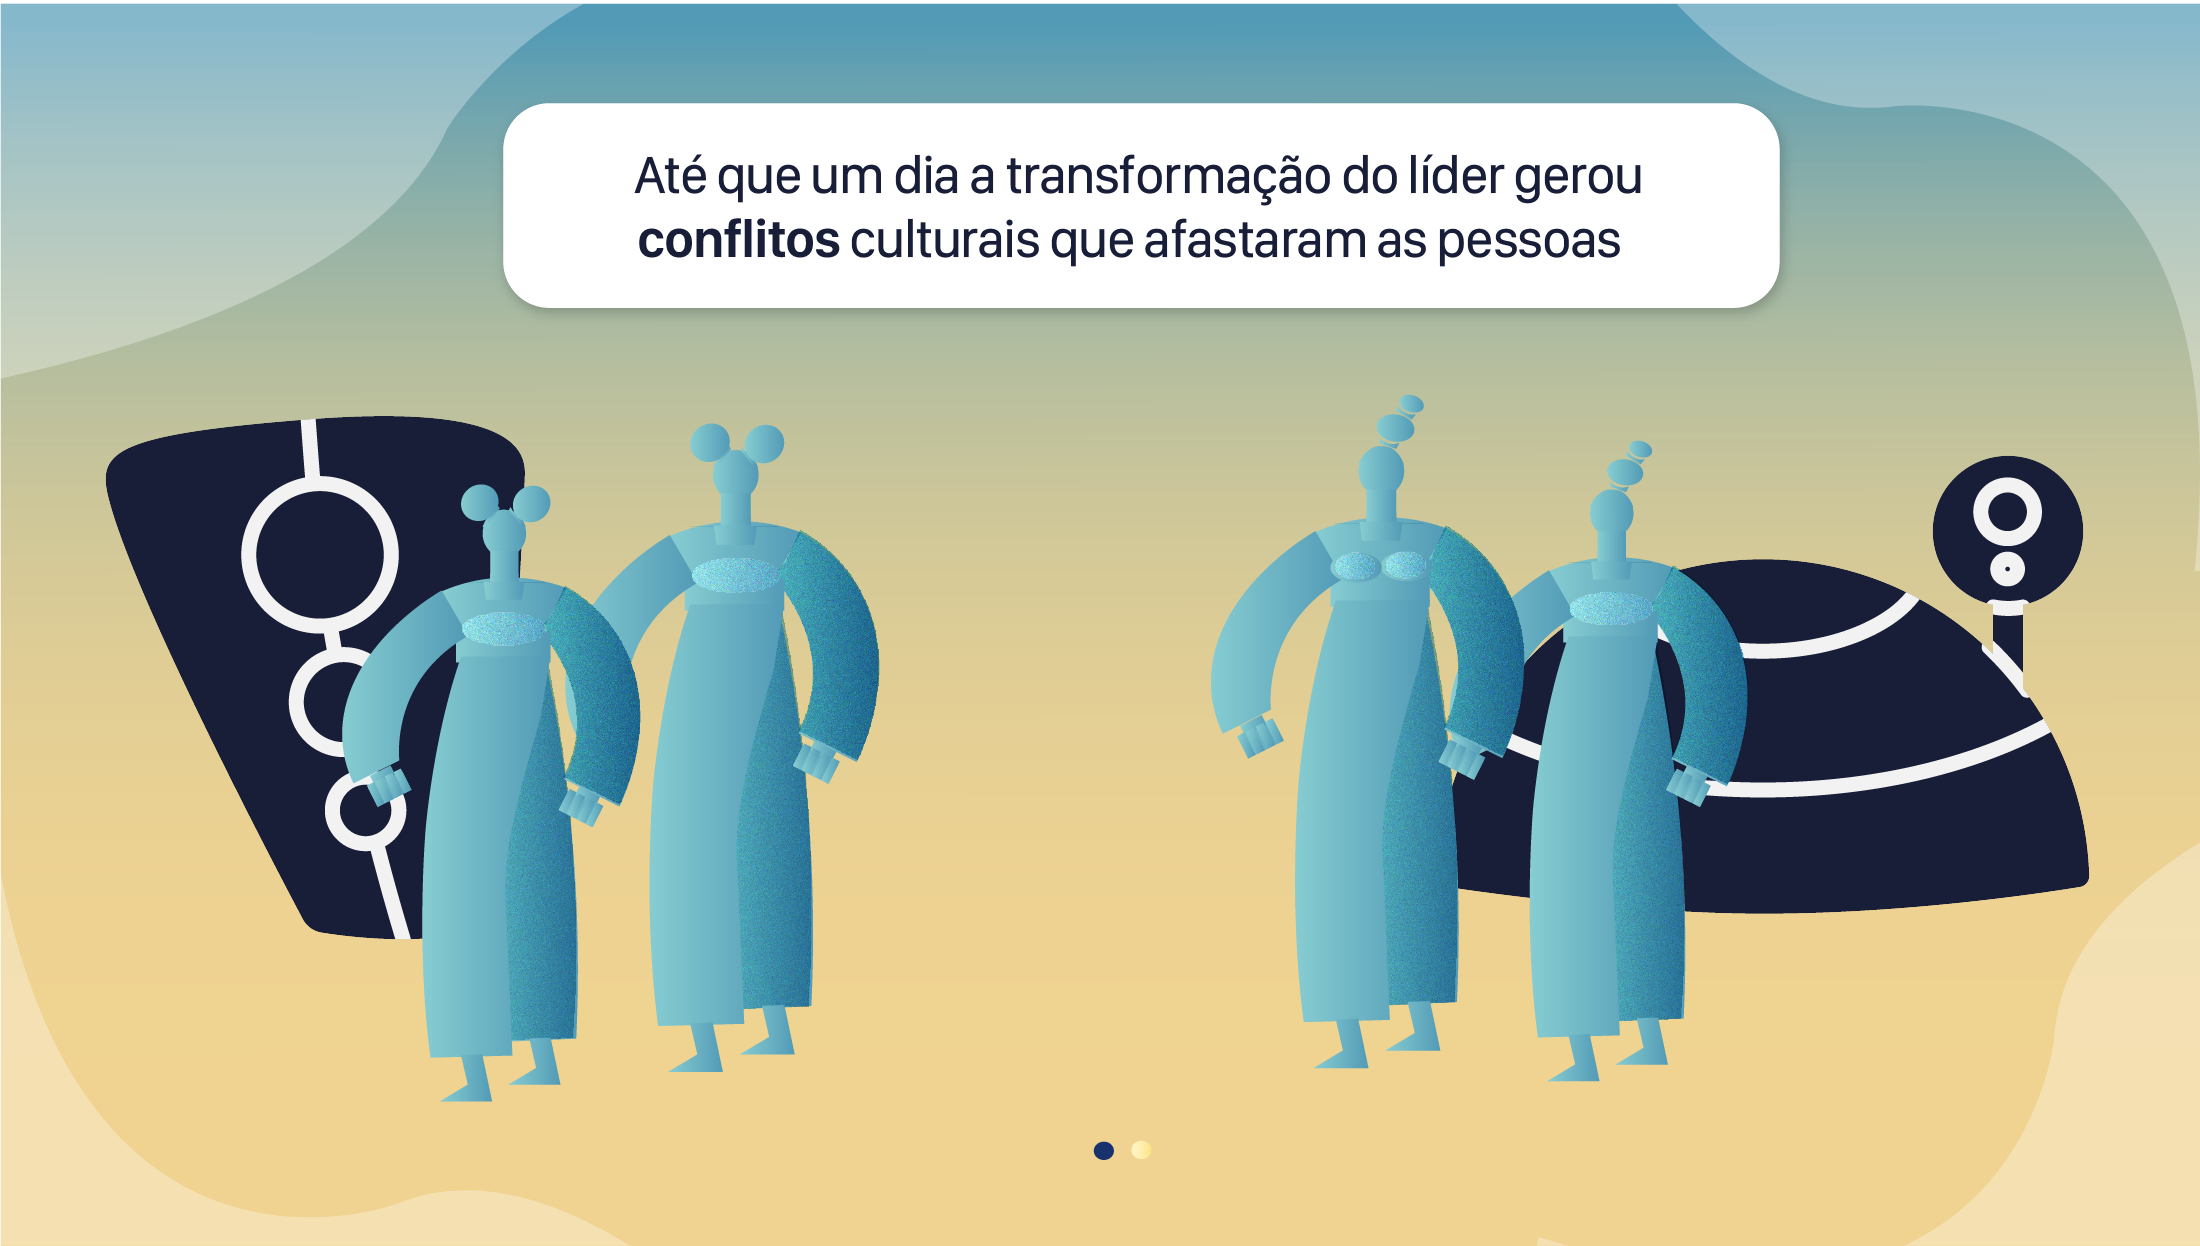 Até que um dia a transformação do líder gerou
conflitos culturais que afastaram as pessoas